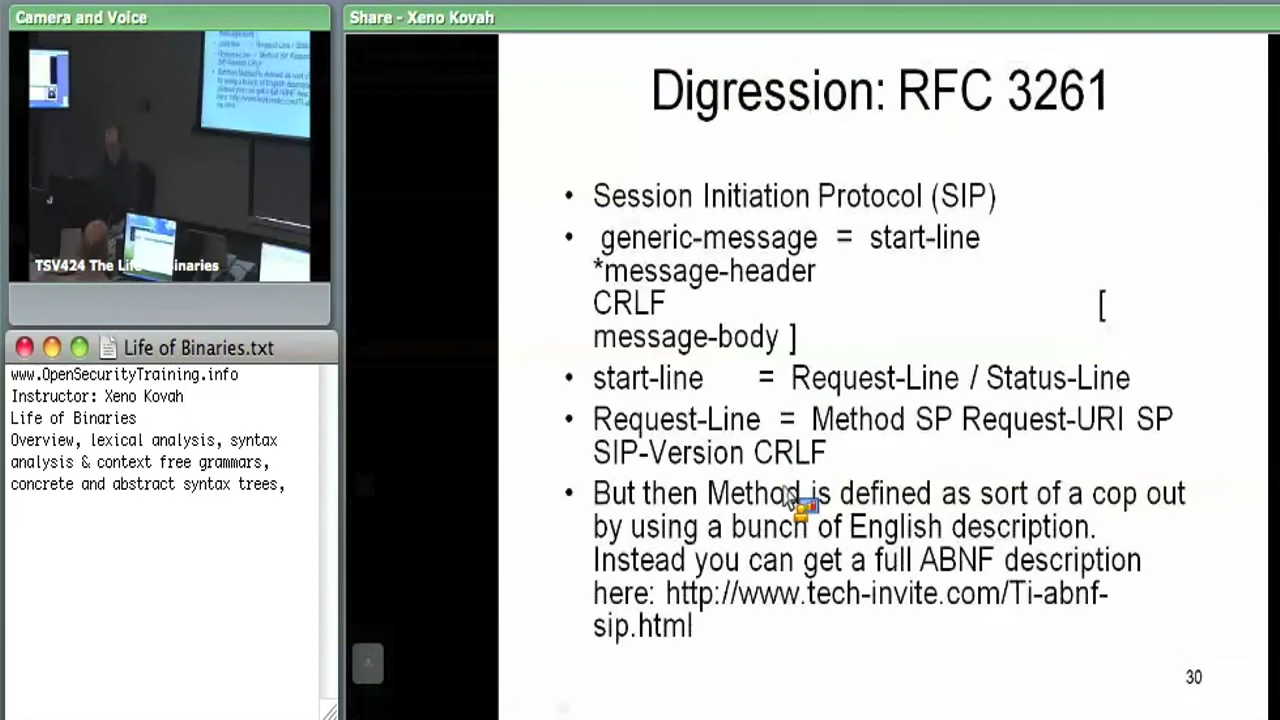 Camera and Voice
TSV424 The Life of Binaries
Life of Binaries.txt
www.OpenSecurityTraining.info
Instructor: Xeno Kovah
Life of Binaries
Overview, lexical analysis, syntax
analysis & context free grammars,
concrete and abstract syntax trees,
Share - Xeno Kovah
Digression: RFC 3261
• Session Initiation Protocol (SIP)
• generic-message = start-line
*message-header
CRLF [
message-body ]
• start-line = Request-Line / Status-Line
• Request-Line = Method SP Request-URI SP
SIP-Version CRLF
• But then Method is defined as sort of a cop out
by using a bunch of English description.
Instead you can get a full ABNF description
here: http://www.tech-invite.com/Ti-abnf-
sip.html
30